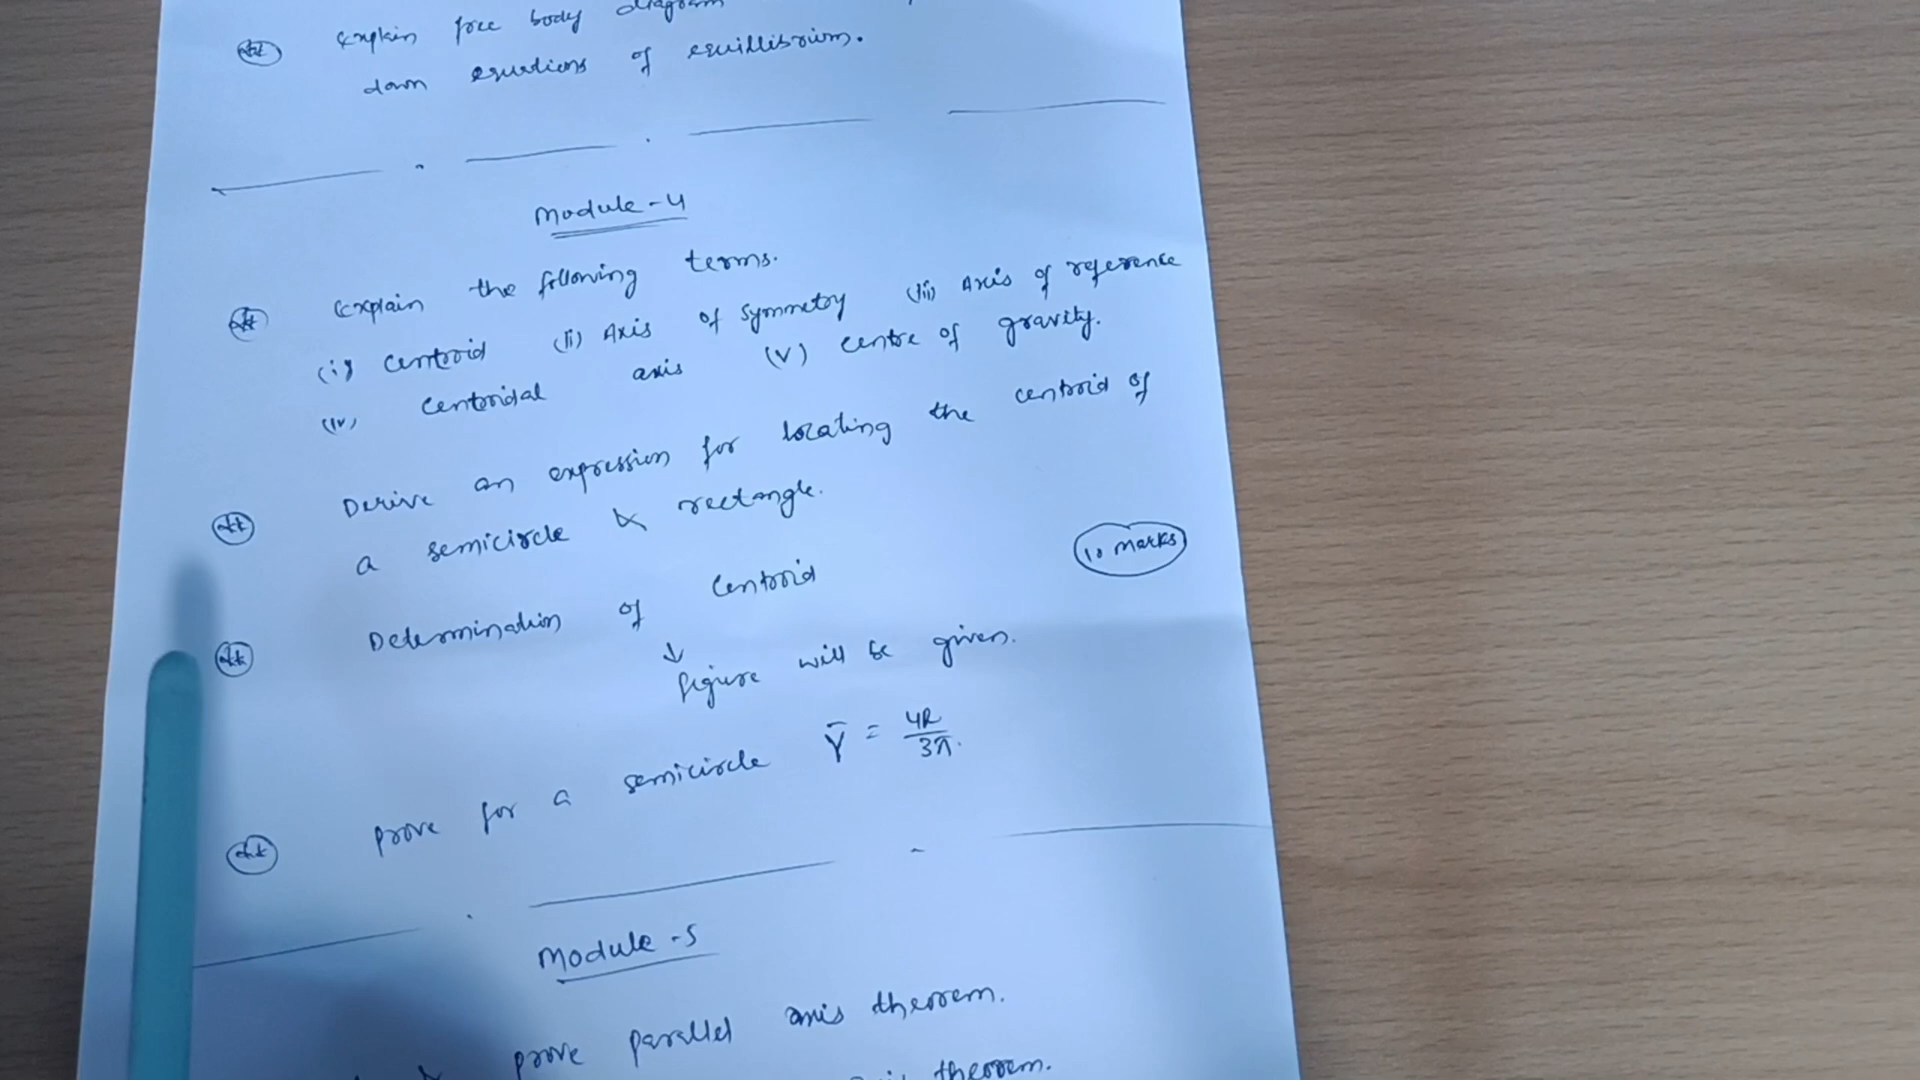 Explain free body diagram
down equations of equillibrium.
Module-4
Explain the following terms.
(i) centroid (ii) Axis of symmetry (iii) Axis of reference
(iv) centroidal axis (v) centre of gravity.
Derive an expression for locating the centroid of
a semicircle & rectangle.
Determination of centroid
10 marks
↓
figure will be given.
prove for a semicircle Ȳ = 4R/3π.
Module-5
prove parallel axis theorem.
theorem.